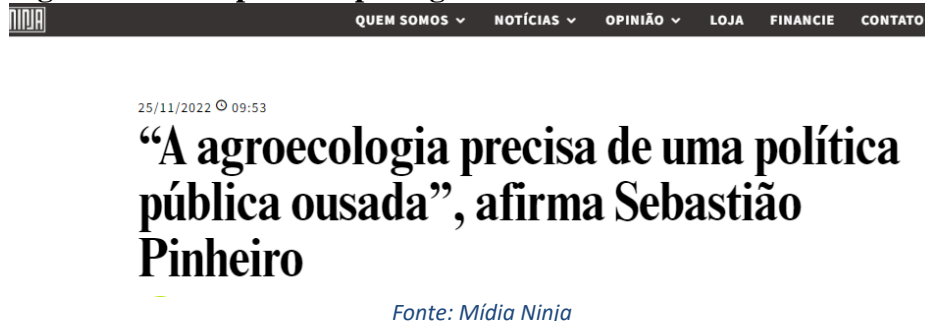 NINJA
QUEM SOMOS NOTÍCIAS OPINIÃO LOJA FINANCIE CONTATO
25/11/2022 09:53
“A agroecologia precisa de uma política
pública ousada”, afirma Sebastião
Pinheiro
Fonte: Mídia Ninja